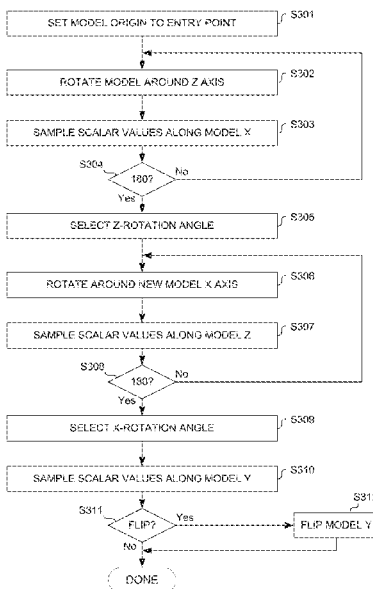 S301
SET MODEL ORIGIN TO ENTRY POINT
S302
ROTATE MODEL AROUND Z AXIS
S303
SAMPLE SCALAR VALUES ALONG MODEL X
S304
180?
No
Yes
S305
SELECT Z-ROTATION ANGLE
S306
ROTATE AROUND NEW MODEL X AXIS
S307
SAMPLE SCALAR VALUES ALONG MODEL Z
S308
180?
No
Yes
S309
SELECT X-ROTATION ANGLE
S310
SAMPLE SCALAR VALUES ALONG MODEL Y
S311
FLIP?
Yes
FLIP MODEL Y
No
DONE